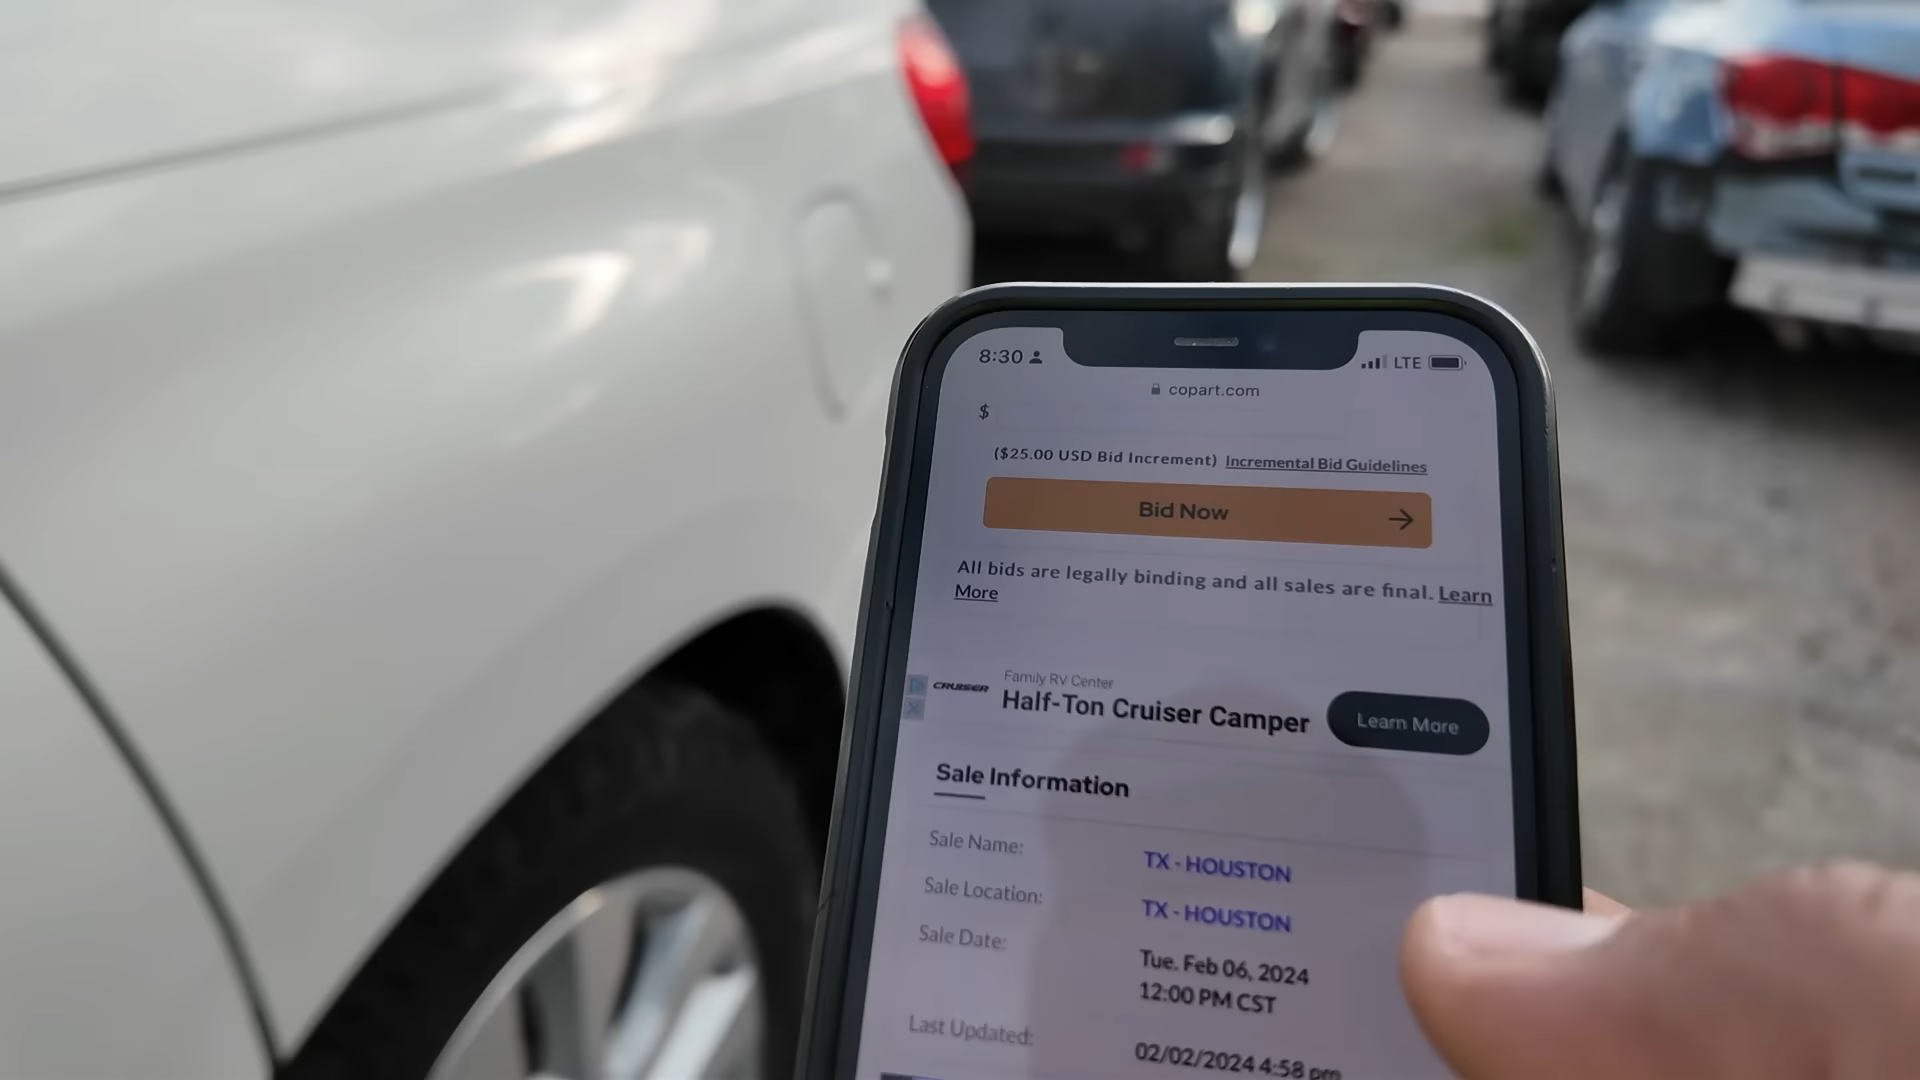 8:30
LTE
copart.com
$
($25.00 USD Bid Increment) Incremental Bid Guidelines
Bid Now
All bids are legally binding and all sales are final. Learn
More
CRUISER
Family RV Center
Half-Ton Cruiser Camper
Learn More
Sale Information
Sale Name:
TX - HOUSTON
Sale Location:
TX - HOUSTON
Sale Date:
Tue. Feb 06, 2024
12:00 PM CST
Last Updated:
02/02/2024 4:58 pm